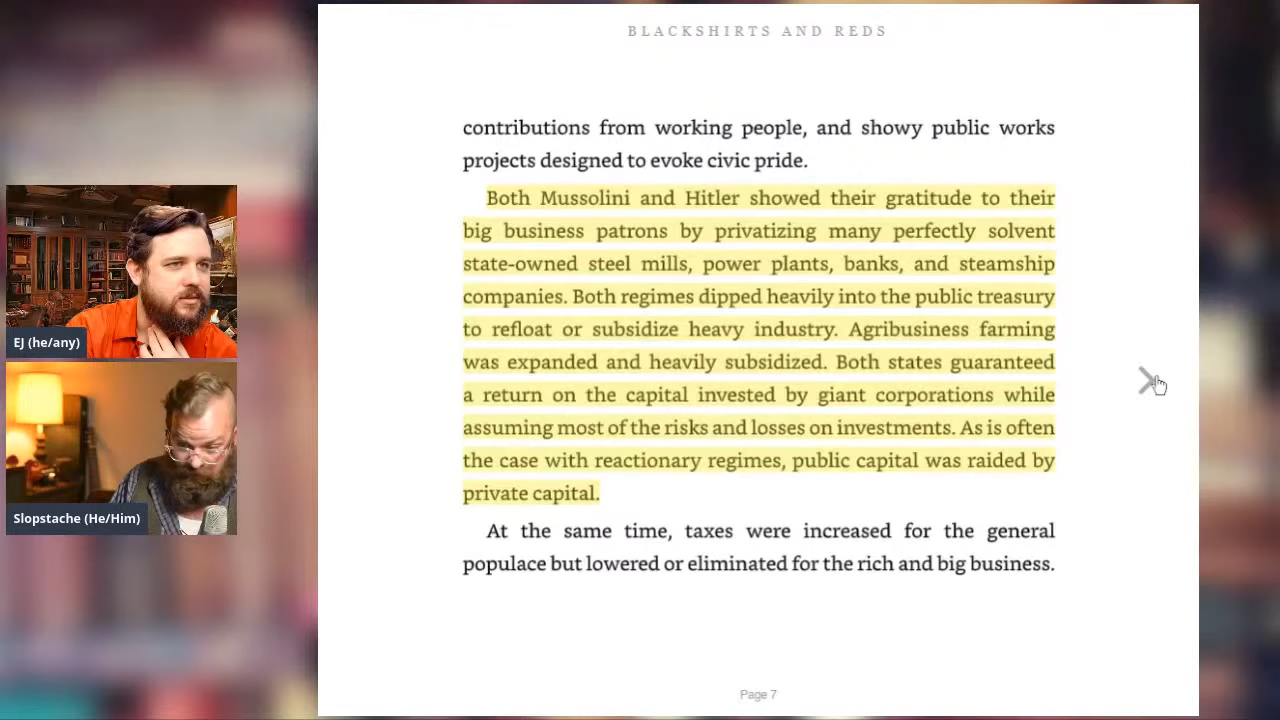 BLACKSHIRTS AND REDS
contributions from working people, and showy public works
projects designed to evoke civic pride.
Both Mussolini and Hitler showed their gratitude to their
big business patrons by privatizing many perfectly solvent
state-owned steel mills, power plants, banks, and steamship
companies. Both regimes dipped heavily into the public treasury
to refloat or subsidize heavy industry. Agribusiness farming
was expanded and heavily subsidized. Both states guaranteed
a return on the capital invested by giant corporations while
assuming most of the risks and losses on investments. As is often
the case with reactionary regimes, public capital was raided by
private capital.
At the same time, taxes were increased for the general
populace but lowered or eliminated for the rich and big business.
Page 7
EJ (he/any)
Slopstache (He/Him)